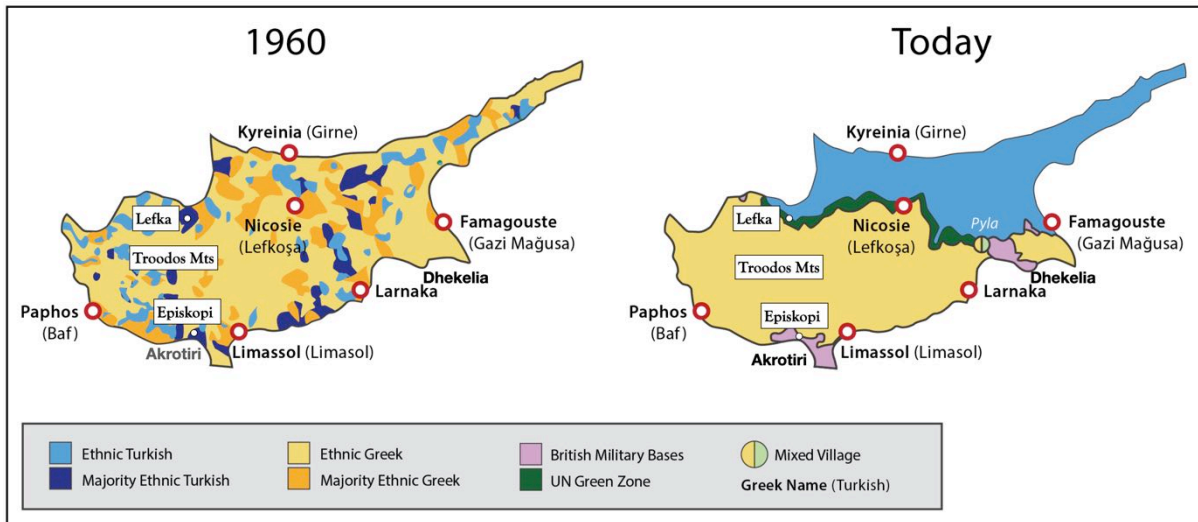 1960
Kyreinia (Girne)
Lefka
Nicosie
(Lefkoşa)
Famagouste
(Gazi Mağusa)
Troodos Mts
Dhekelia
Larnaka
Paphos
(Baf)
Episkopi
Akrotiri
Limassol (Limasol)
Today
Kyreinia (Girne)
Lefka
Nicosie
(Lefkoşa)
Pyla
Famagouste
(Gazi Mağusa)
Troodos Mts
Dhekelia
Larnaka
Paphos
(Baf)
Episkopi
Akrotiri
Limassol (Limasol)
Ethnic Turkish
Majority Ethnic Turkish
Ethnic Greek
Majority Ethnic Greek
British Military Bases
UN Green Zone
Mixed Village
Greek Name (Turkish)